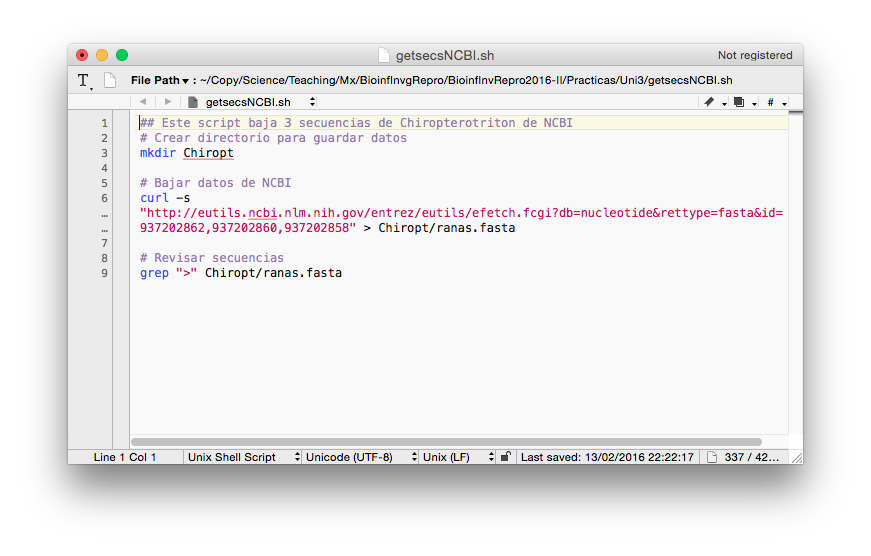 getsecsNCBI.sh
Not registered
File Path ▾ : ~/Copy/Science/Teaching/Mx/BioinfInvgRepro/BioinfInvRepro2016-II/Practicas/Uni3/getsecsNCBI.sh
getsecsNCBI.sh
#
1 ## Este script baja 3 secuencias de Chiropterotriton de NCBI
2 # Crear directorio para guardar datos
3 mkdir Chiropt
4
5 # Bajar datos de NCBI
6 curl -s
… "http://eutils.ncbi.nlm.nih.gov/entrez/eutils/efetch.fcgi?db=nucleotide&rettype=fasta&id=
… 937202862,937202860,937202858" > Chiropt/ranas.fasta
7
8 # Revisar secuencias
9 grep ">" Chiropt/ranas.fasta
Line 1 Col 1 Unix Shell Script Unicode (UTF-8) Unix (LF) Last saved: 13/02/2016 22:22:17 337 / 42...